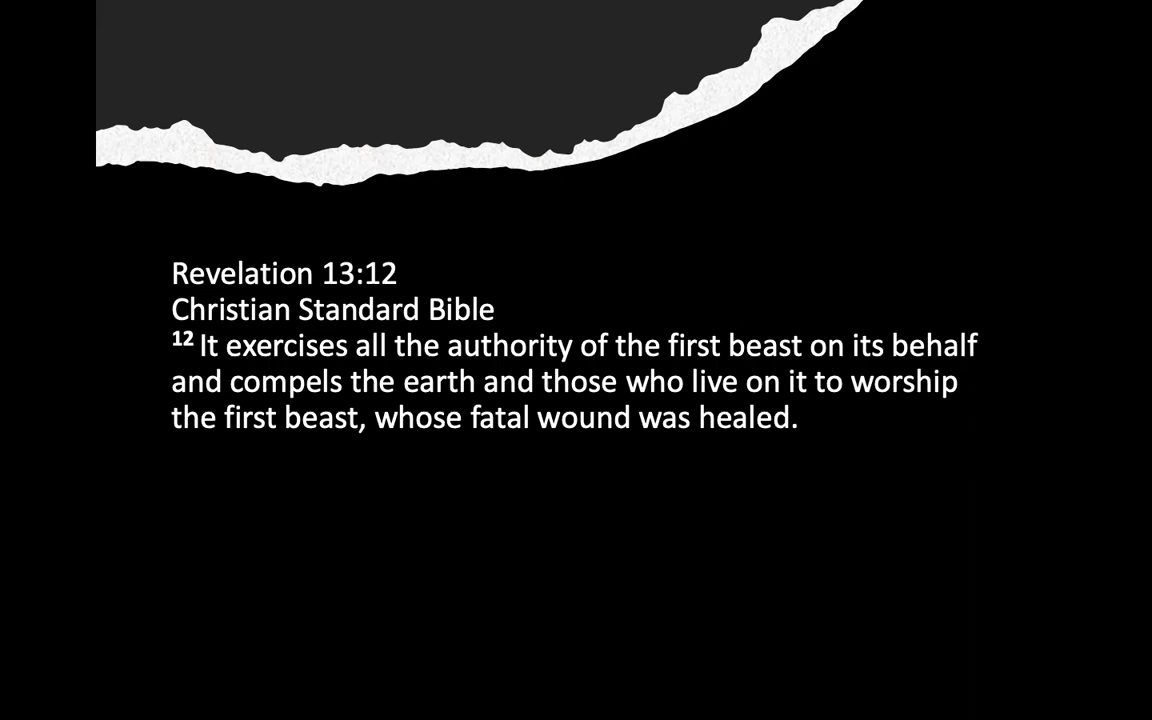 Revelation 13:12
Christian Standard Bible
12 It exercises all the authority of the first beast on its behalf
and compels the earth and those who live on it to worship
the first beast, whose fatal wound was healed.